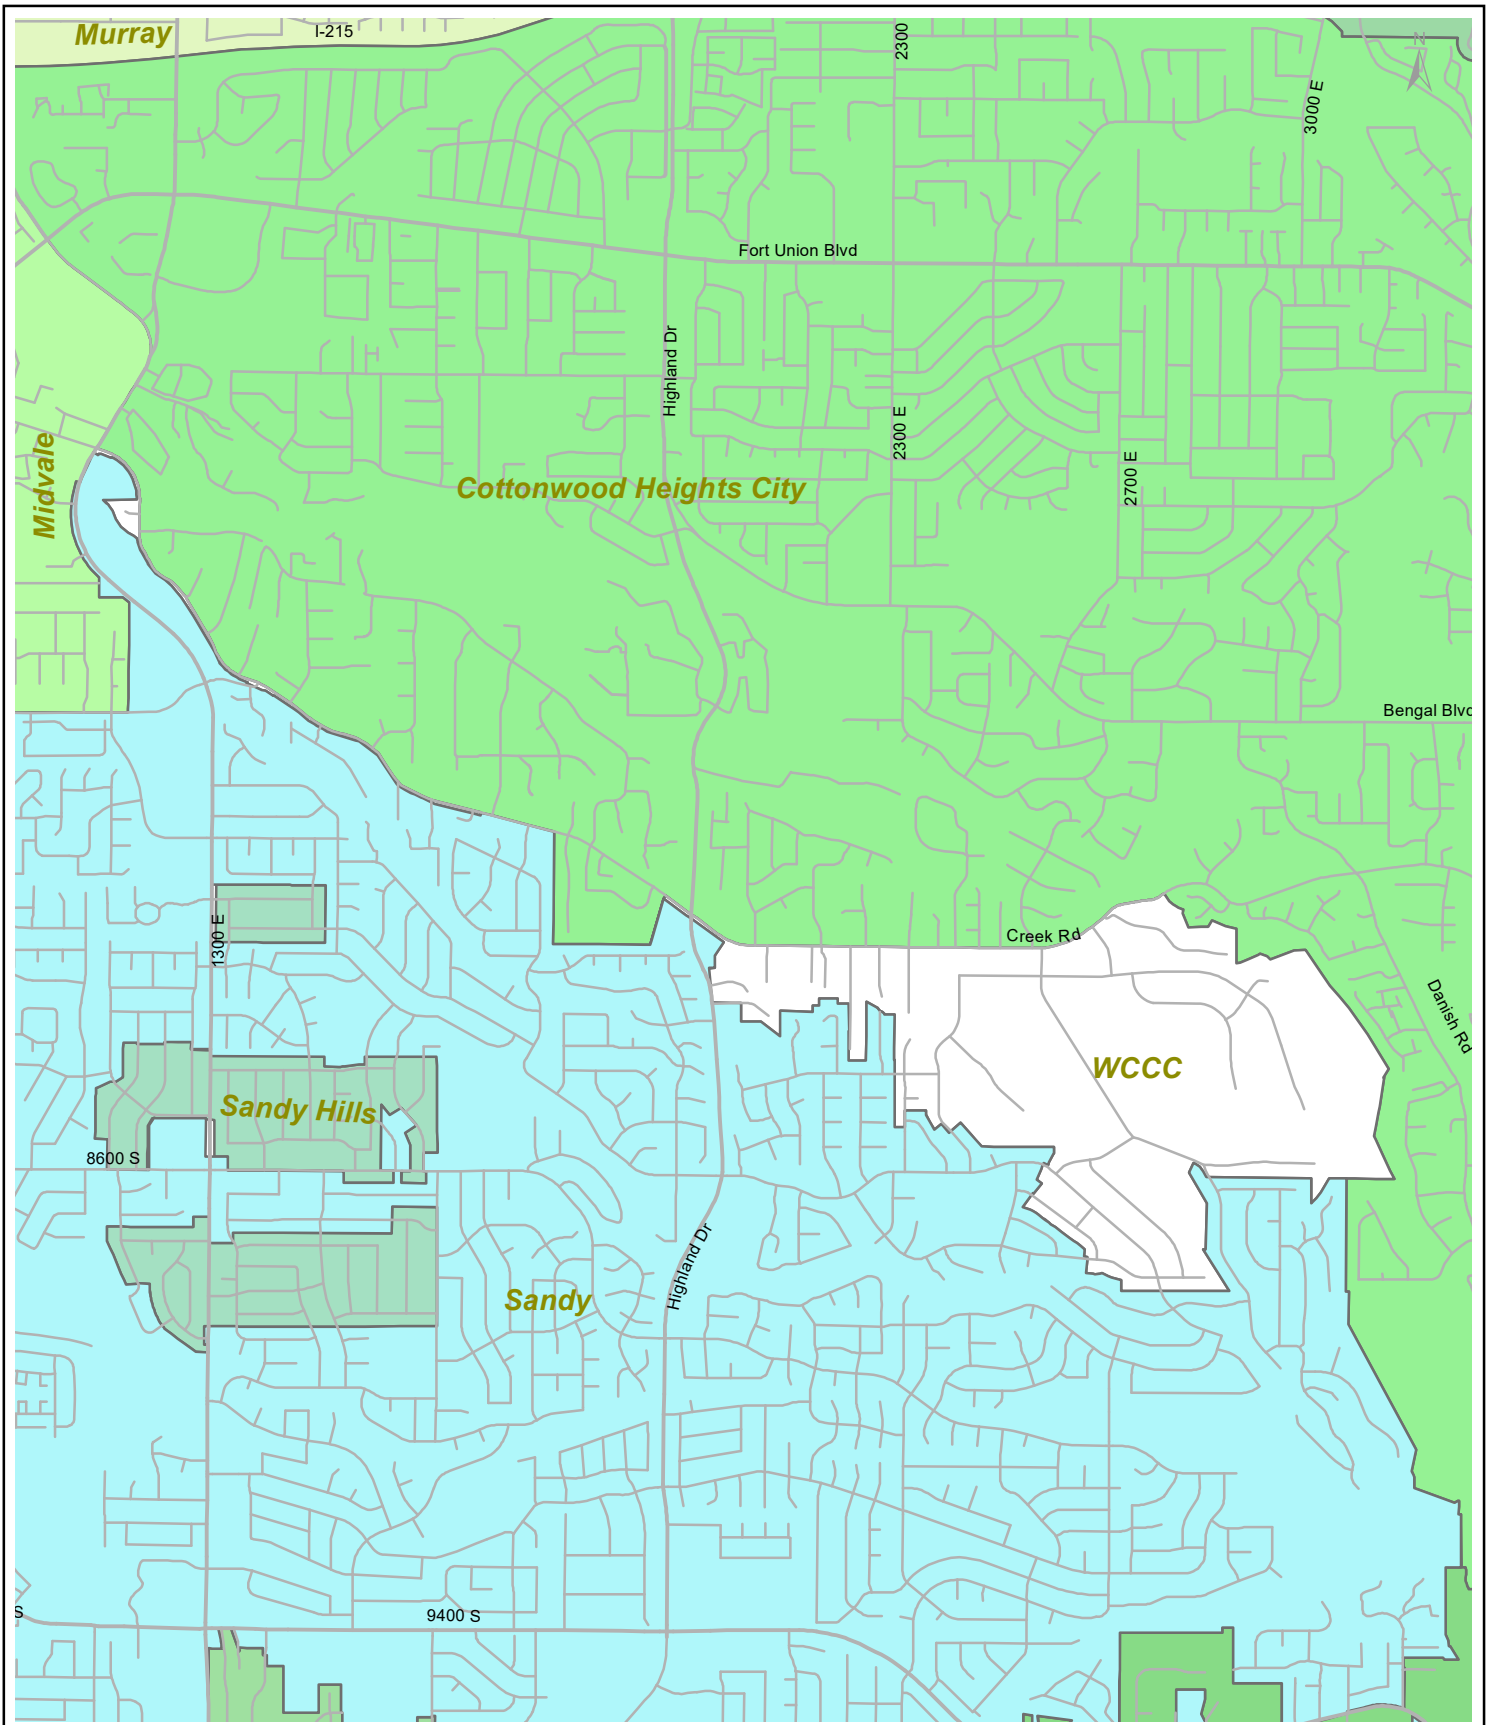 Murray
I-215
2300
N
3000 E
Fort Union Blvd
Highland Dr
2300 E
2700 E
Midvale
Cottonwood Heights City
Bengal Blvd
1300 E
Creek Rd
Danish Rd
WCCC
Sandy Hills
8600 S
Highland Dr
Sandy
S
9400 S